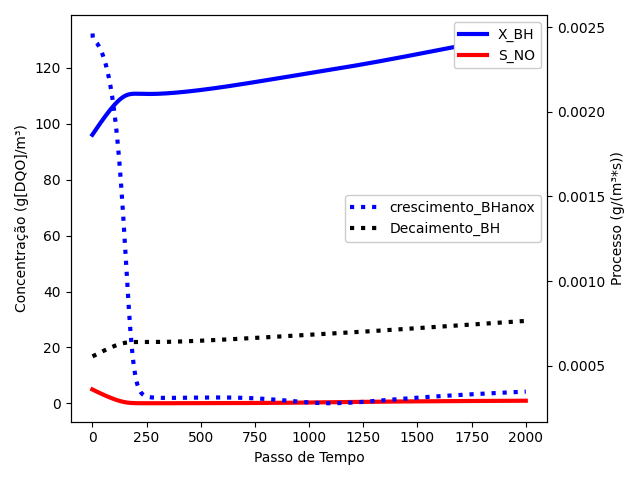 X_BH
S_NO
crescimento_BHanox
Decaimento_BH
Concentração (g[DQO]/m³)
120
100
80
60
40
20
0
Processo (g/(m³*s))
0.0025
0.0020
0.0015
0.0010
0.0005
0 250 500 750 1000 1250 1500 1750 2000
Passo de Tempo